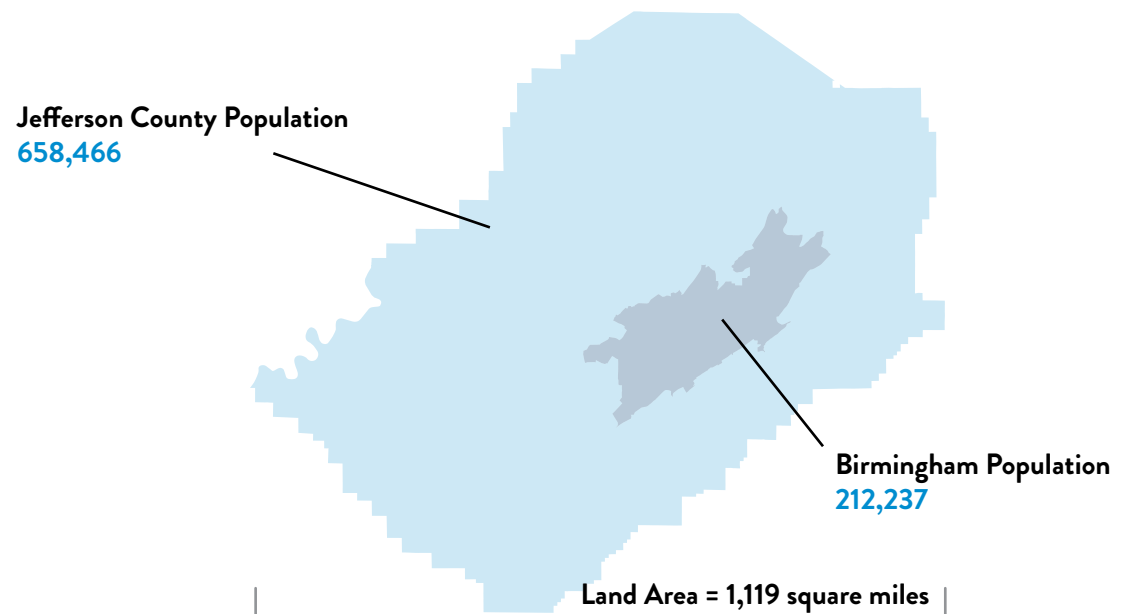 Jefferson County Population
658,466
Birmingham Population
212,237
Land Area = 1,119 square miles